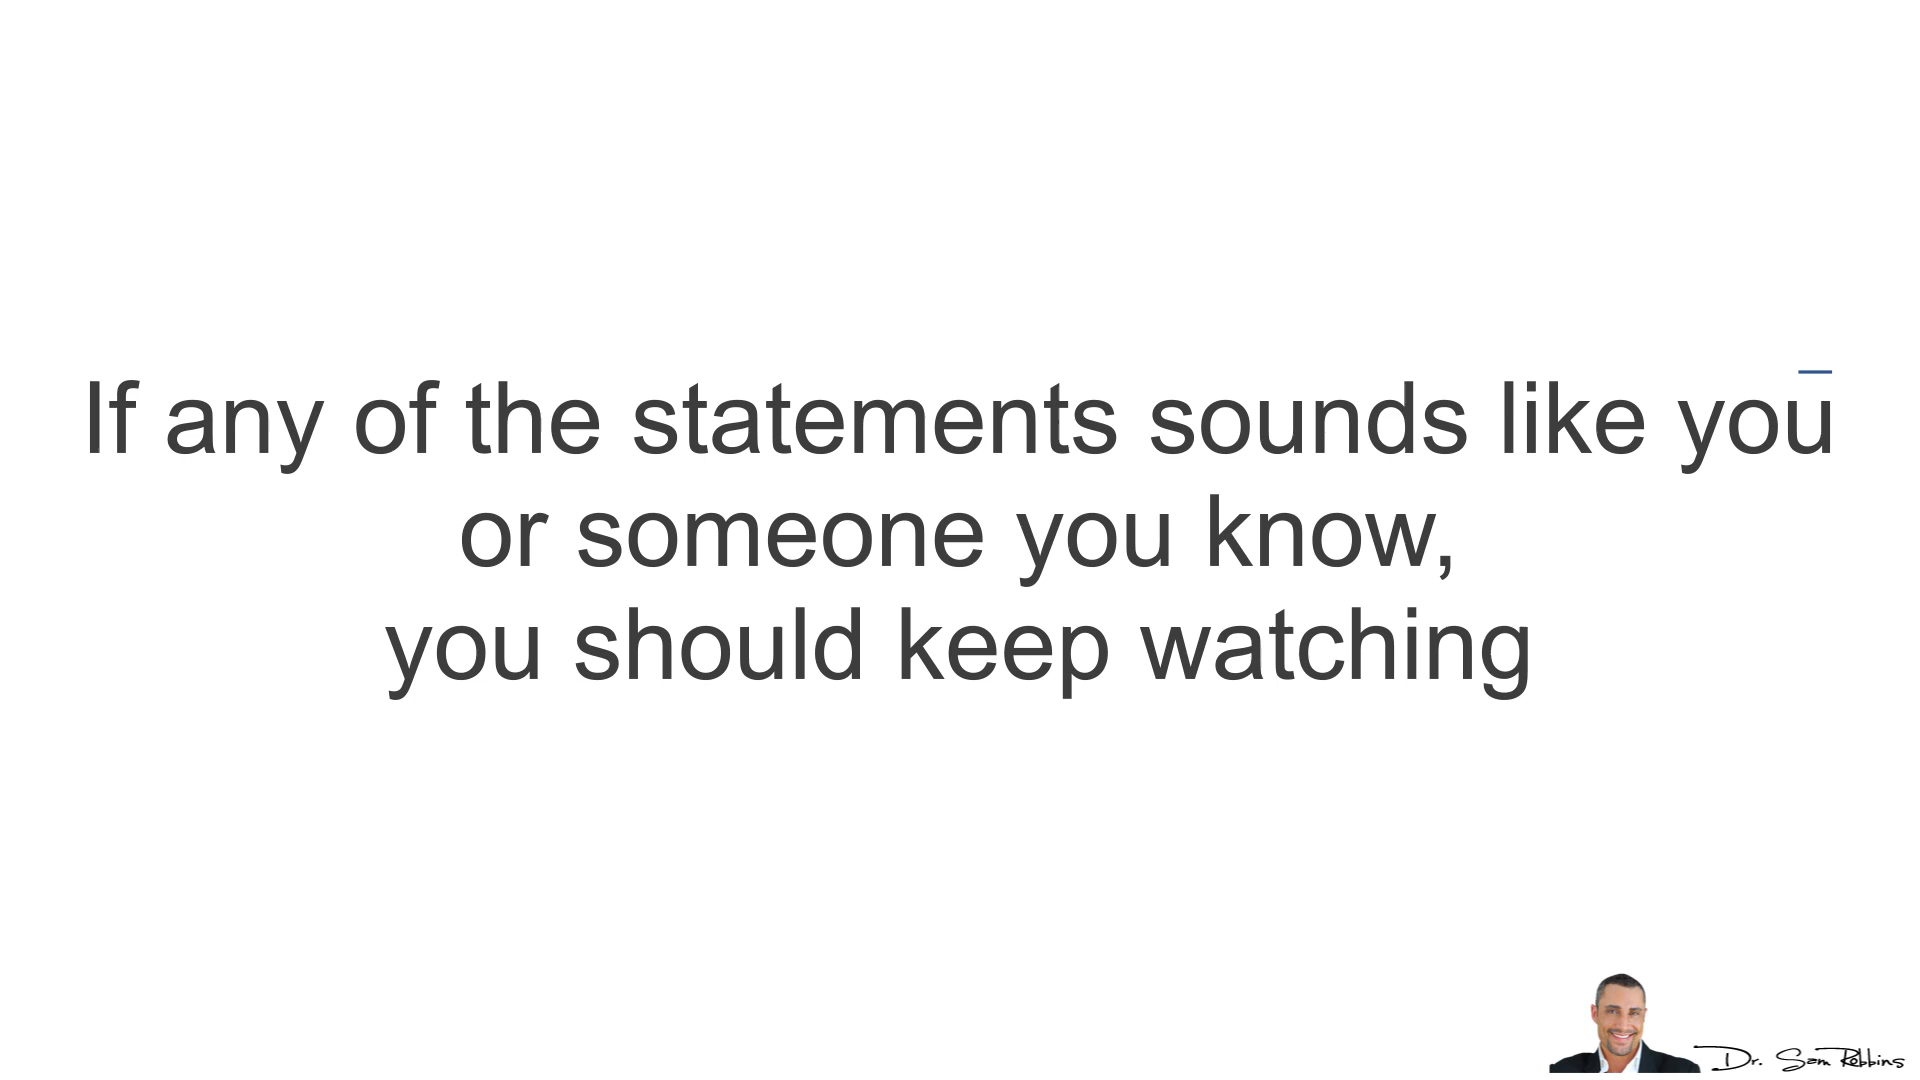 If any of the statements sounds like you
or someone you know,
you should keep watching
Dr. Sam Robbins